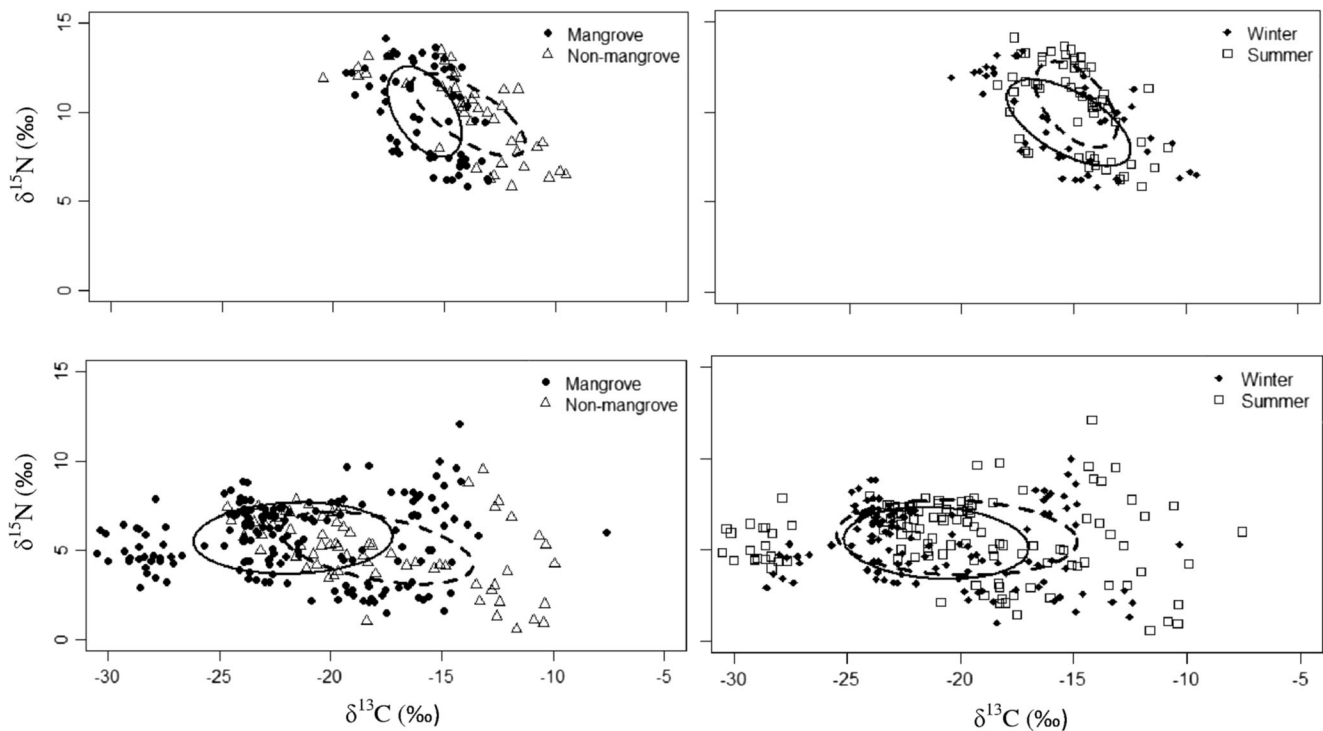 15
10
5
0
δ15N (‰)
Mangrove
Non-mangrove
Winter
Summer
15
10
5
0
δ15N (‰)
Mangrove
Non-mangrove
Winter
Summer
-30 -25 -20 -15 -10 -5
-30 -25 -20 -15 -10 -5
δ13C (‰)
δ13C (‰)